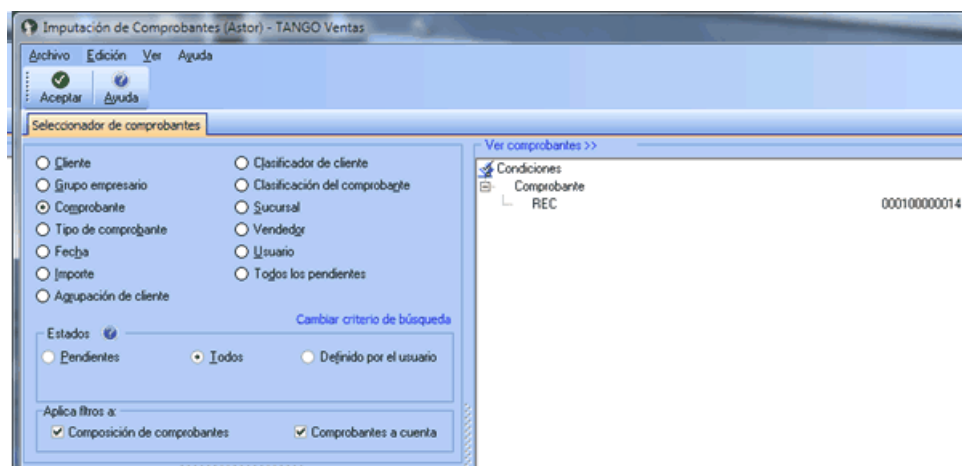 Imputación de Comprobantes (Astor) - TANGO Ventas
Archivo Edición Ver Ayuda
Aceptar Ayuda
Seleccionador de comprobantes
Ver comprobantes >>
Cliente Clasificador de cliente
Grupo empresario Clasificación del comprobante
Comprobante Sucursal
Tipo de comprobante Vendedor
Fecha Usuario
Importe Todos los pendientes
Agrupación de cliente
Cambiar criterio de búsqueda
Estados
Pendientes Todos Definido por el usuario
Aplica filtros a:
Composición de comprobantes Comprobantes a cuenta
Condiciones
Comprobante
REC 000100000014